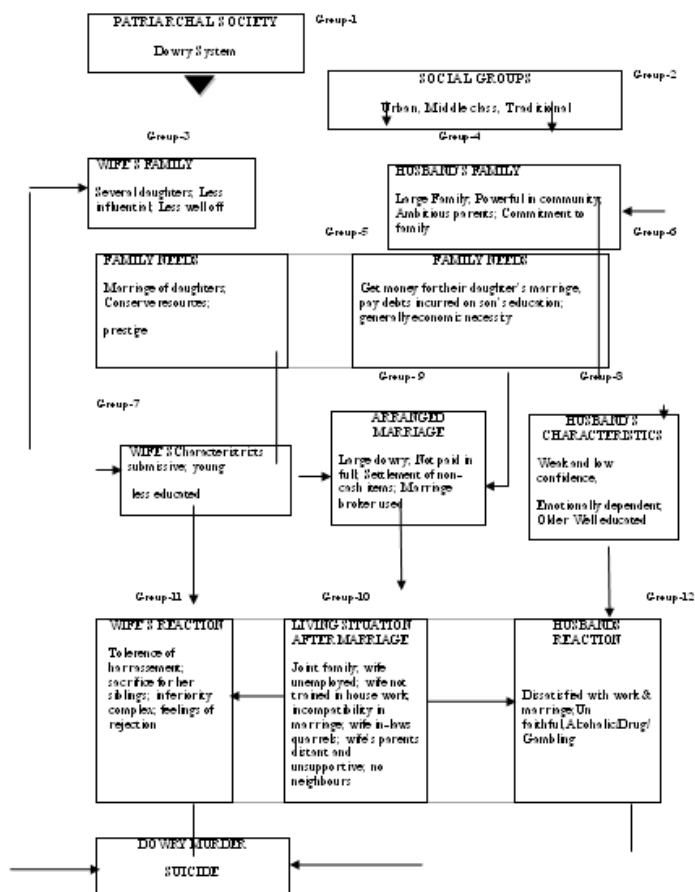 PATRIARCHAL SOCIETY
Dowry System
Group-1
SOCIAL GROUPS
Urban, Middle class, Traditional
Group-2
Group-3
WIFE'S FAMILY
Several daughters; Less
influential; Less well off
Group-4
HUSBAND'S FAMILY
Large Family; Powerful in community;
Ambitious parents; Commitment to
family
Group-5
FAMILY NEEDS
Marriage of daughters;
Conserve resources;
prestige
Group-6
FAMILY NEEDS
Get money for their daughter's marriage,
pay debts incurred on son's education;
generally economic necessity
Group-7
WIFE'S Characterstricts
submissive; young
less educated
Group-9
ARRANGED
MARRIAGE
Large dowry; Not paid in
full; Settlement of non-
cash items; Marriage
broker used
Group-8
HUSBAND'S
CHARACTERISTICS
Weak and low
confidence,
Emotionally dependent;
Older Well educated
Group-11
WIFE'S REACTION
Tolerence of
harrassement;
sacrifice for her
siblings; inferiority
complex; feelings of
rejection
Group-10
LIVING SITUATION
AFTER MARRIAGE
Joint family; wife
unemployed; wife not
trained in house work;
incompatibility in
marriage; wife in-laws
quarrels; wife's parents
distant and
unsupportive; no
neighbours
Group-12
HUSBANDS
REACTION
Dissatisfied with work &
marriage;Un
faithful,Alcoholic/Drug/
Gambling
DOWRY MURDER
SUICIDE